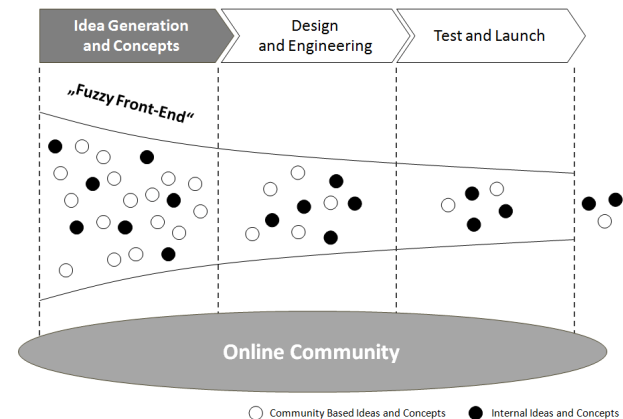 Idea Generation
and Concepts
Design
and Engineering
Test and Launch
„Fuzzy Front-End“
Online Community
Community Based Ideas and Concepts
Internal Ideas and Concepts